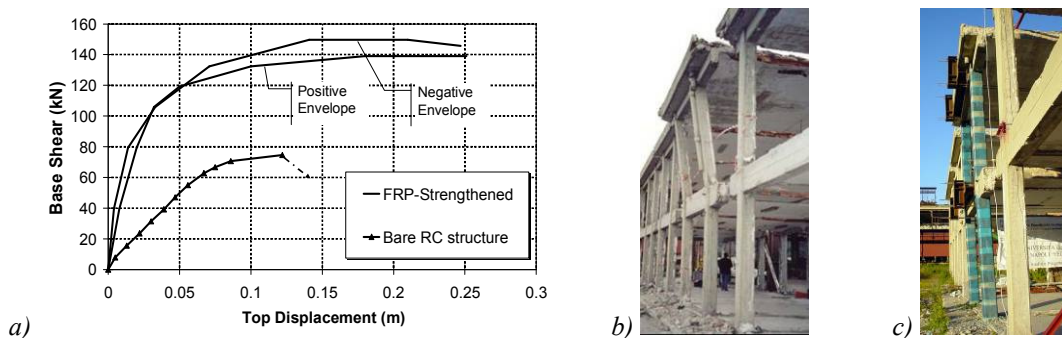 160
140
120
100
80
60
40
20
0
Base Shear (kN)
Positive
Envelope
Negative
Envelope
FRP-Strengthened
Bare RC structure
0 0.05 0.1 0.15 0.2 0.25 0.3
Top Displacement (m)
a)
b)
c)